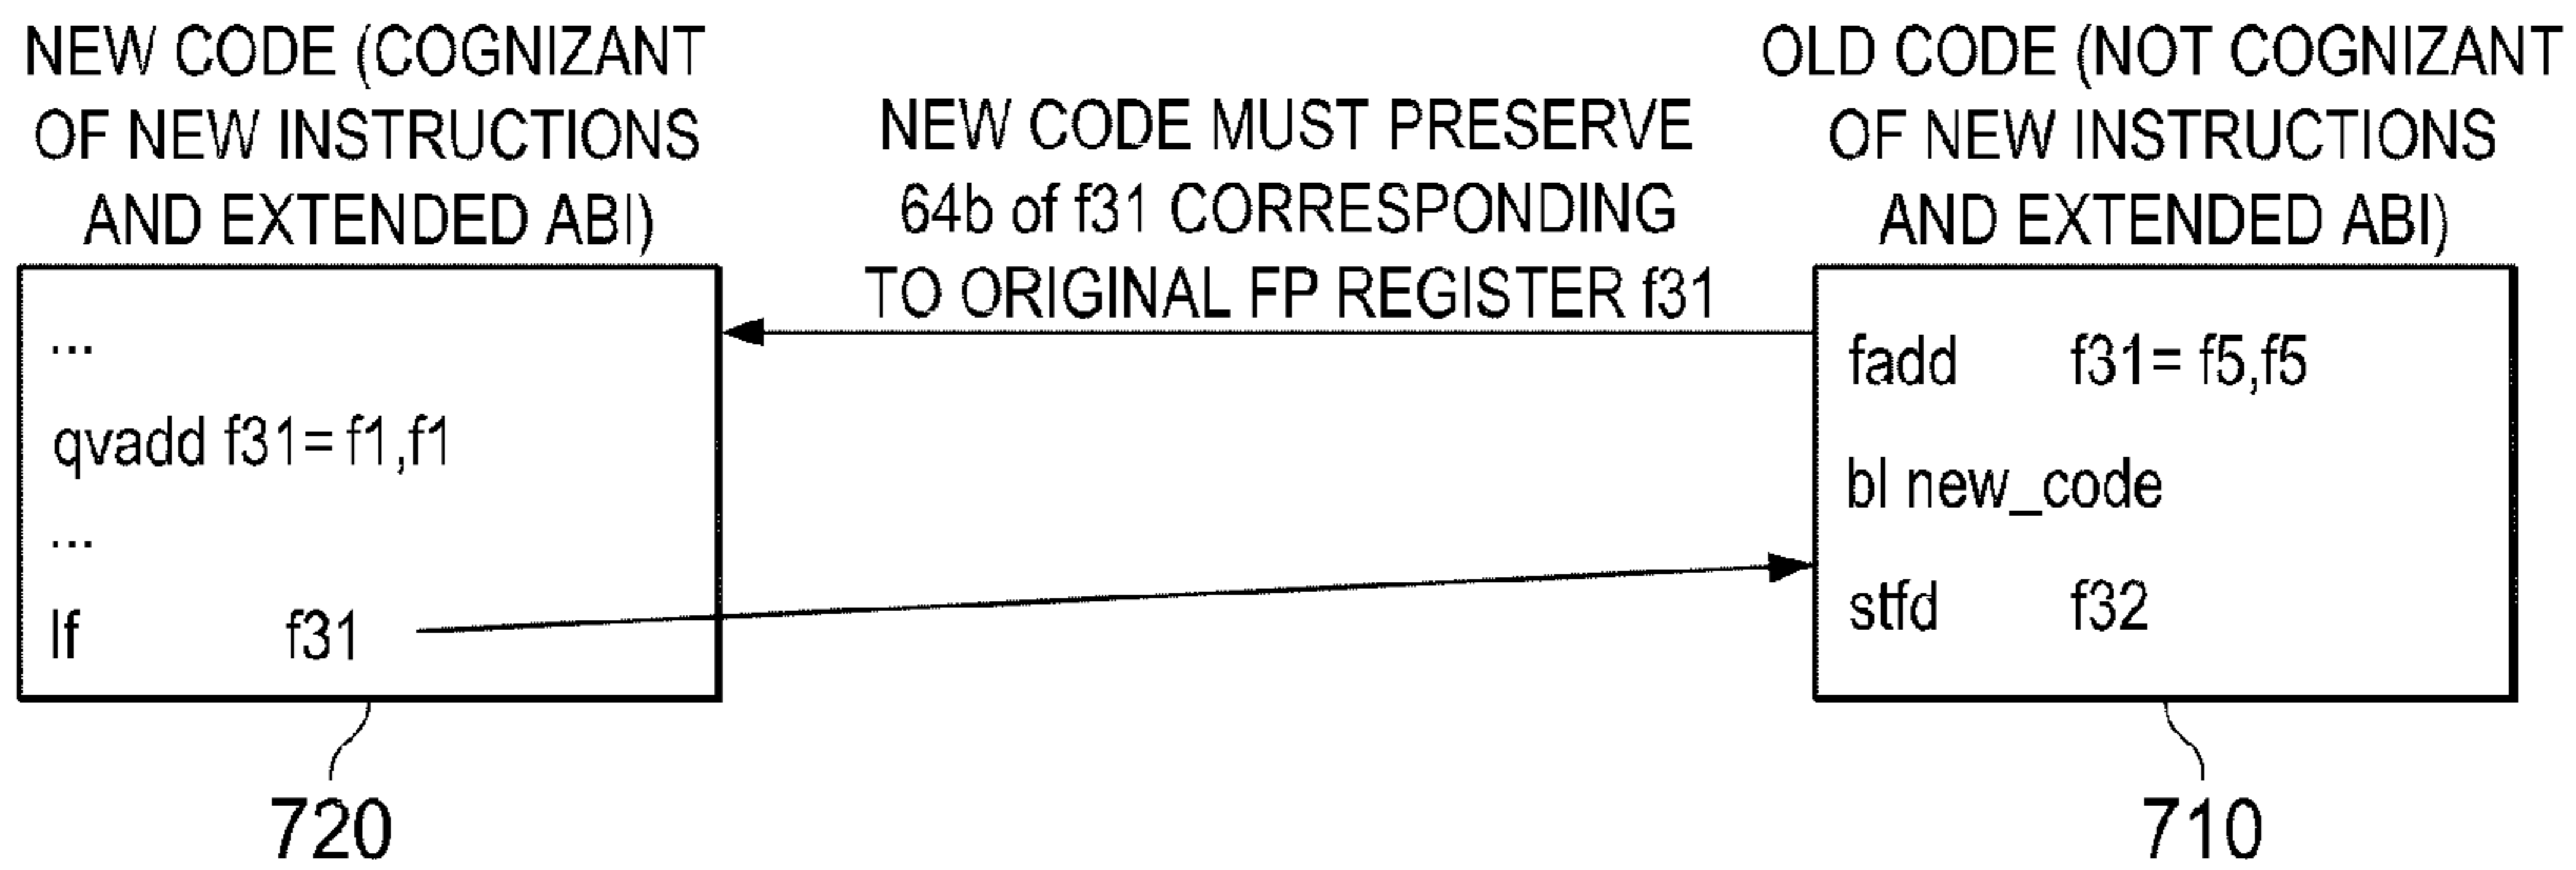 NEW CODE (COGNIZANT
OF NEW INSTRUCTIONS
AND EXTENDED ABI)
...
qvadd f31= f1,f1
...
lf f31
720
NEW CODE MUST PRESERVE
64b of f31 CORRESPONDING
TO ORIGINAL FP REGISTER f31
OLD CODE (NOT COGNIZANT
OF NEW INSTRUCTIONS
AND EXTENDED ABI)
fadd f31= f5,f5
bl new_code
stfd f32
710